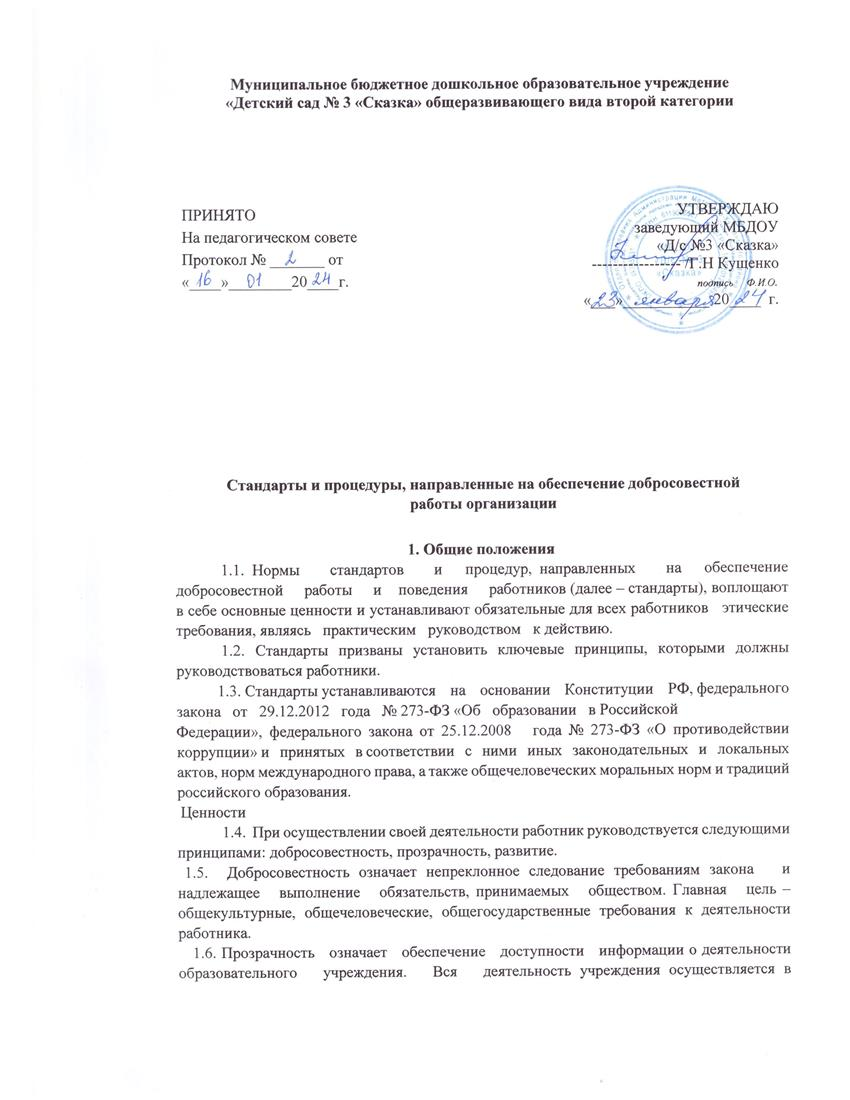 Муниципальное бюджетное дошкольное образовательное учреждение
«Детский сад № 3 «Сказка» общеразвивающего вида второй категории
ПРИНЯТО
На педагогическом совете
Протокол № 2 от
«16» 01 2024г.
УТВЕРЖДАЮ
заведующий МБДОУ
«Д/с №3 «Сказка»
----------------- /Г.Н Кущенко
подпись Ф.И.О.
«23» января 2024 г.
Стандарты и процедуры, направленные на обеспечение добросовестной
работы организации
1. Общие положения
1.1. Нормы стандартов и процедур, направленных на обеспечение
добросовестной работы и поведения работников (далее – стандарты), воплощают
в себе основные ценности и устанавливают обязательные для всех работников этические
требования, являясь практическим руководством к действию.
1.2. Стандарты призваны установить ключевые принципы, которыми должны
руководствоваться работники.
1.3. Стандарты устанавливаются на основании Конституции РФ, федерального
закона от 29.12.2012 года № 273-ФЗ «Об образовании в Российской
Федерации», федерального закона от 25.12.2008 года № 273-ФЗ «О противодействии
коррупции» и принятых в соответствии с ними иных законодательных и локальных
актов, норм международного права, а также общечеловеческих моральных норм и традиций
российского образования.
Ценности
1.4. При осуществлении своей деятельности работник руководствуется следующими
принципами: добросовестность, прозрачность, развитие.
1.5. Добросовестность означает непреклонное следование требованиям закона и
надлежащее выполнение обязательств, принимаемых обществом. Главная цель –
общекультурные, общечеловеческие, общегосударственные требования к деятельности
работника.
1.6. Прозрачность означает обеспечение доступности информации о деятельности
образовательного учреждения. Вся деятельность учреждения осуществляется в